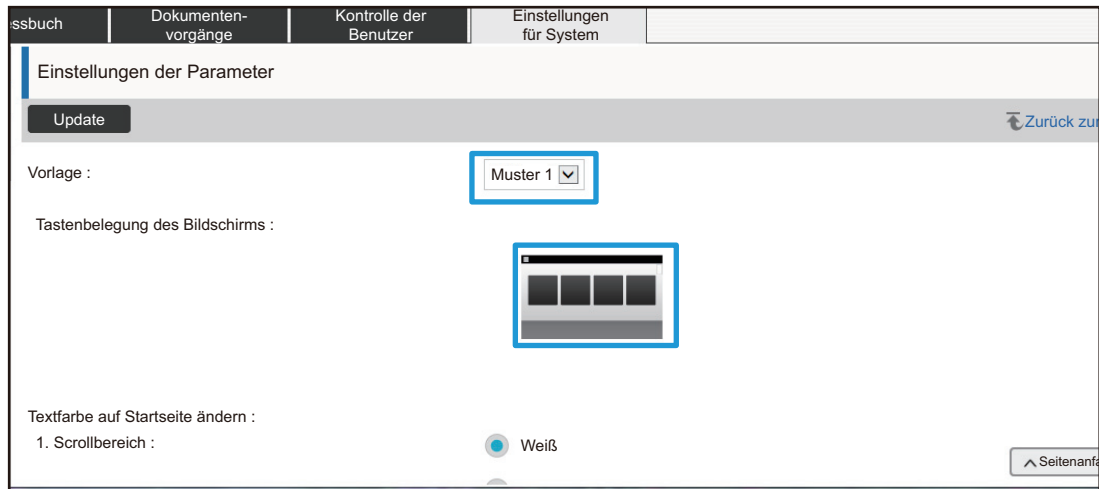 ssbuch
Dokumenten-
vorgänge
Kontrolle der
Benutzer
Einstellungen
für System
Einstellungen der Parameter
Update
Zurück zur
Vorlage :
Muster 1
Tastenbelegung des Bildschirms :
Textfarbe auf Startseite ändern :
1. Scrollbereich :
Weiß
Seitenanfa